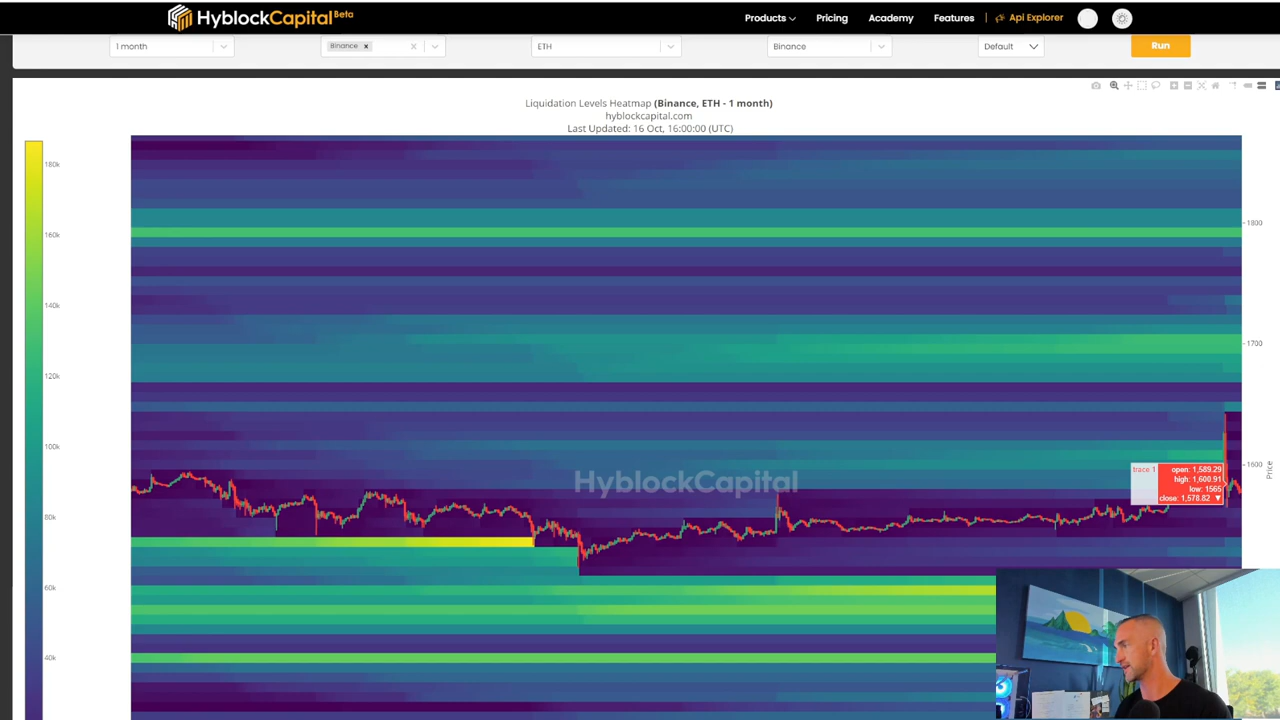 HyblockCapital Beta
Products
Pricing
Academy
Features
Api Explorer
1 month
Binance x
ETH
Binance
Default
Run
Liquidation Levels Heatmap (Binance, ETH - 1 month)
hyblockcapital.com
Last Updated: 16 Oct, 16:00:00 (UTC)
180k
160k
140k
120k
100k
80k
60k
40k
1800
1700
1600
Price
HyblockCapital
trace 1
open: 1,589.29
high: 1,600.91
low: 1565
close: 1,578.82 ▼